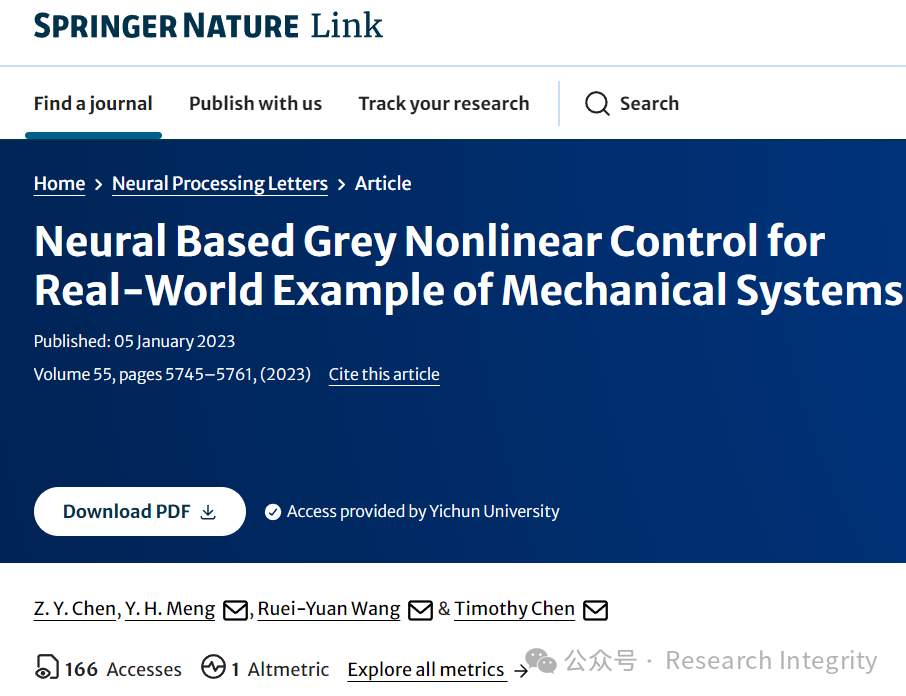 SPRINGER NATURE Link
Find a journal Publish with us Track your research Search
Home > Neural Processing Letters > Article
Neural Based Grey Nonlinear Control for
Real-World Example of Mechanical Systems
Published: 05 January 2023
Volume 55, pages 5745–5761, (2023) Cite this article
Download PDF Access provided by Yichun University
Z. Y. Chen, Y. H. Meng, Ruei-Yuan Wang & Timothy Chen
166 Accesses 1 Altmetric Explore all metrics →
公众号 · Research Integrity